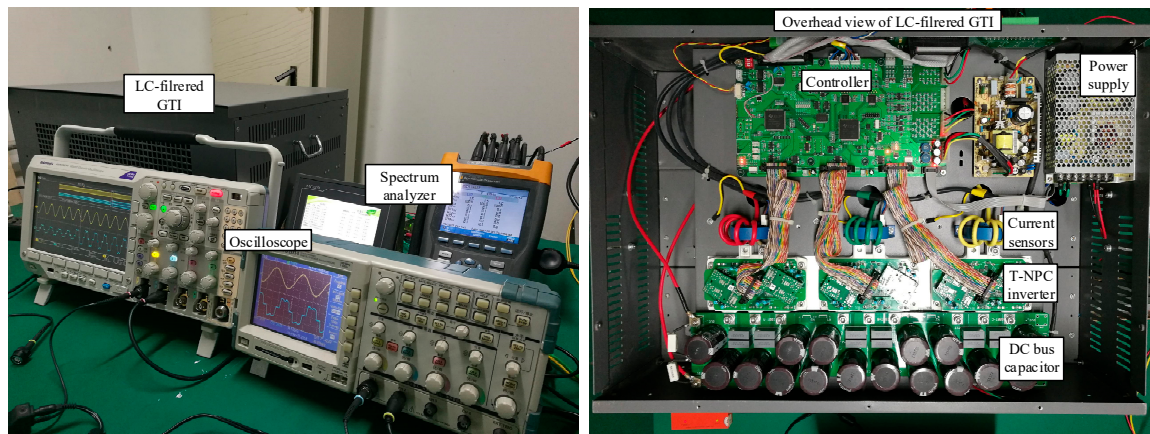 LC-filrered
GTI
Spectrum
analyzer
Oscilloscope
Overhead view of LC-filrered GTI
Controller
Power
supply
Current
sensors
T-NPC
inverter
DC bus
capacitor